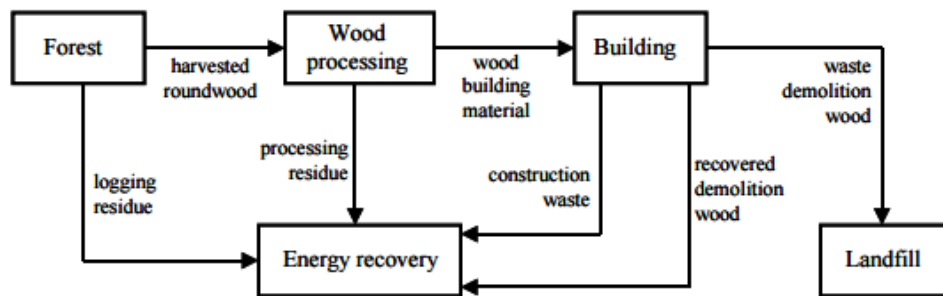 Forest
harvested
roundwood
Wood
processing
wood
building
material
Building
waste
demolition
wood
logging
residue
processing
residue
construction
waste
recovered
demolition
wood
Energy recovery
Landfill